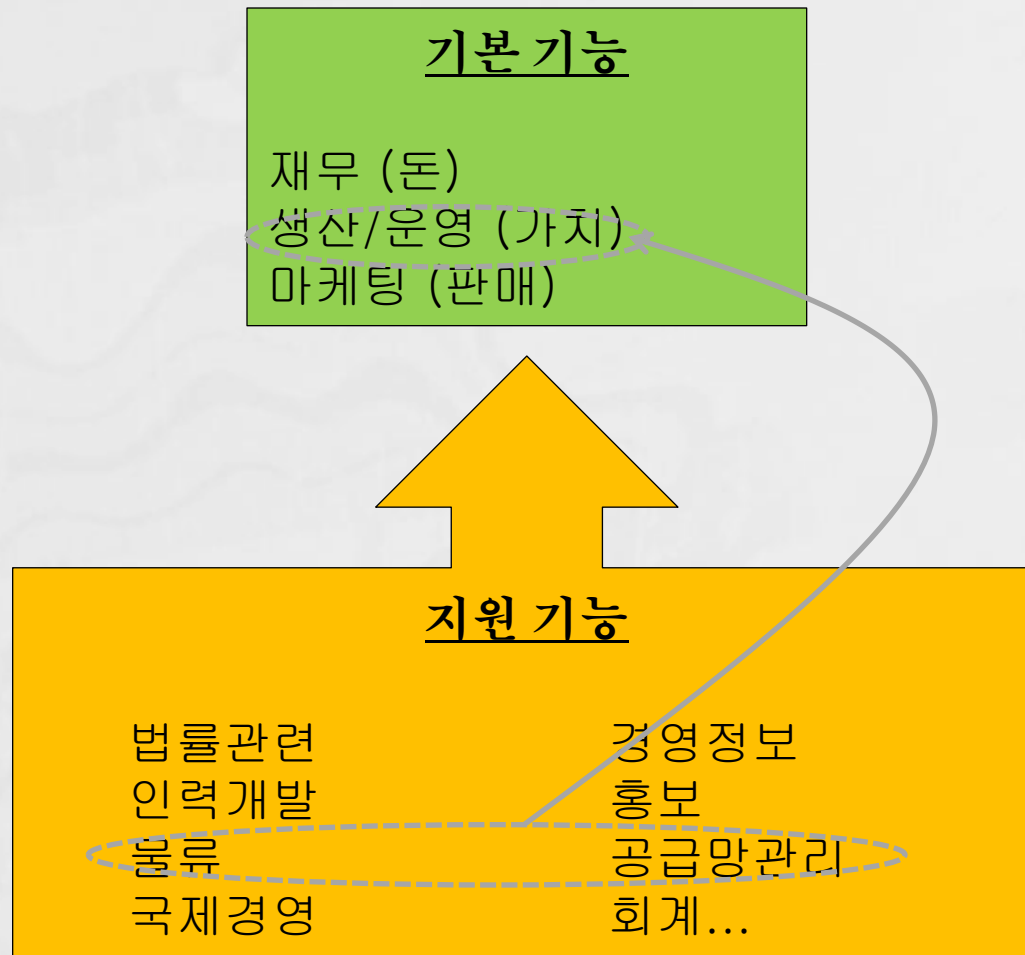 기본 기능
재무 (돈)
생산/운영 (가치)
마케팅 (판매)
지원 기능
법률관련 경영정보
인력개발 홍보
물류 공급망관리
국제경영 회계...